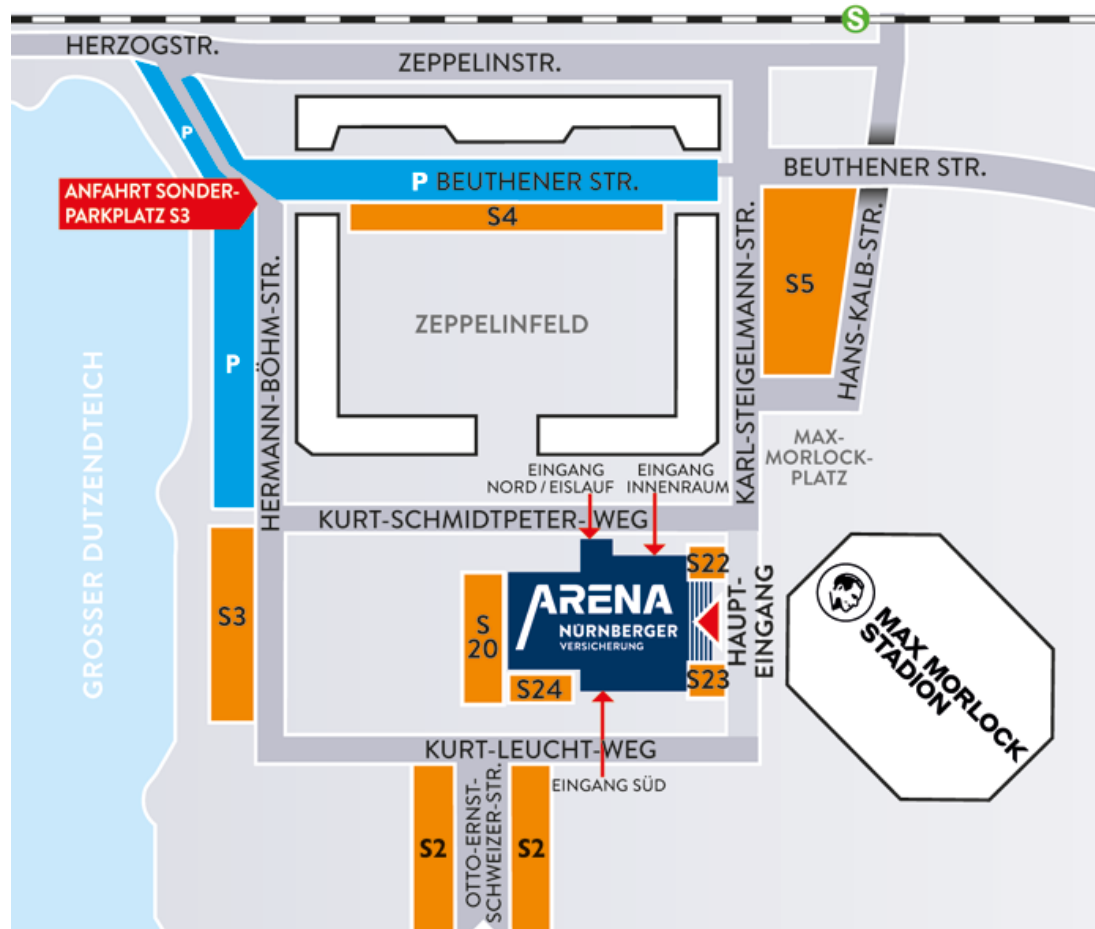 S
HERZOGSTR.
ZEPPELINSTR.
P
P BEUTHENER STR.
BEUTHENER STR.
ANFAHRT SONDER-
PARKPLATZ S3
S4
S5
ZEPPELINFELD
P
GROSSER DUTZENDTEICH
HERMANN-BÖHM-STR.
KARL-STEIGELMANN-STR.
HANS-KALB-STR.
MAX-
MORLOCK-
PLATZ
EINGANG
NORD / EISLAUF
EINGANG
INNENRAUM
KURT-SCHMIDTPETER-WEG
S22
S3
S
20
ARENA
NÜRNBERGER
VERSICHERUNG
HAUPT-
EINGANG
S24
S23
MAX MORLOCK
STADION
KURT-LEUCHT-WEG
EINGANG SÜD
S2
OTTO-ERNST-
SCHWEIZER-STR.
S2